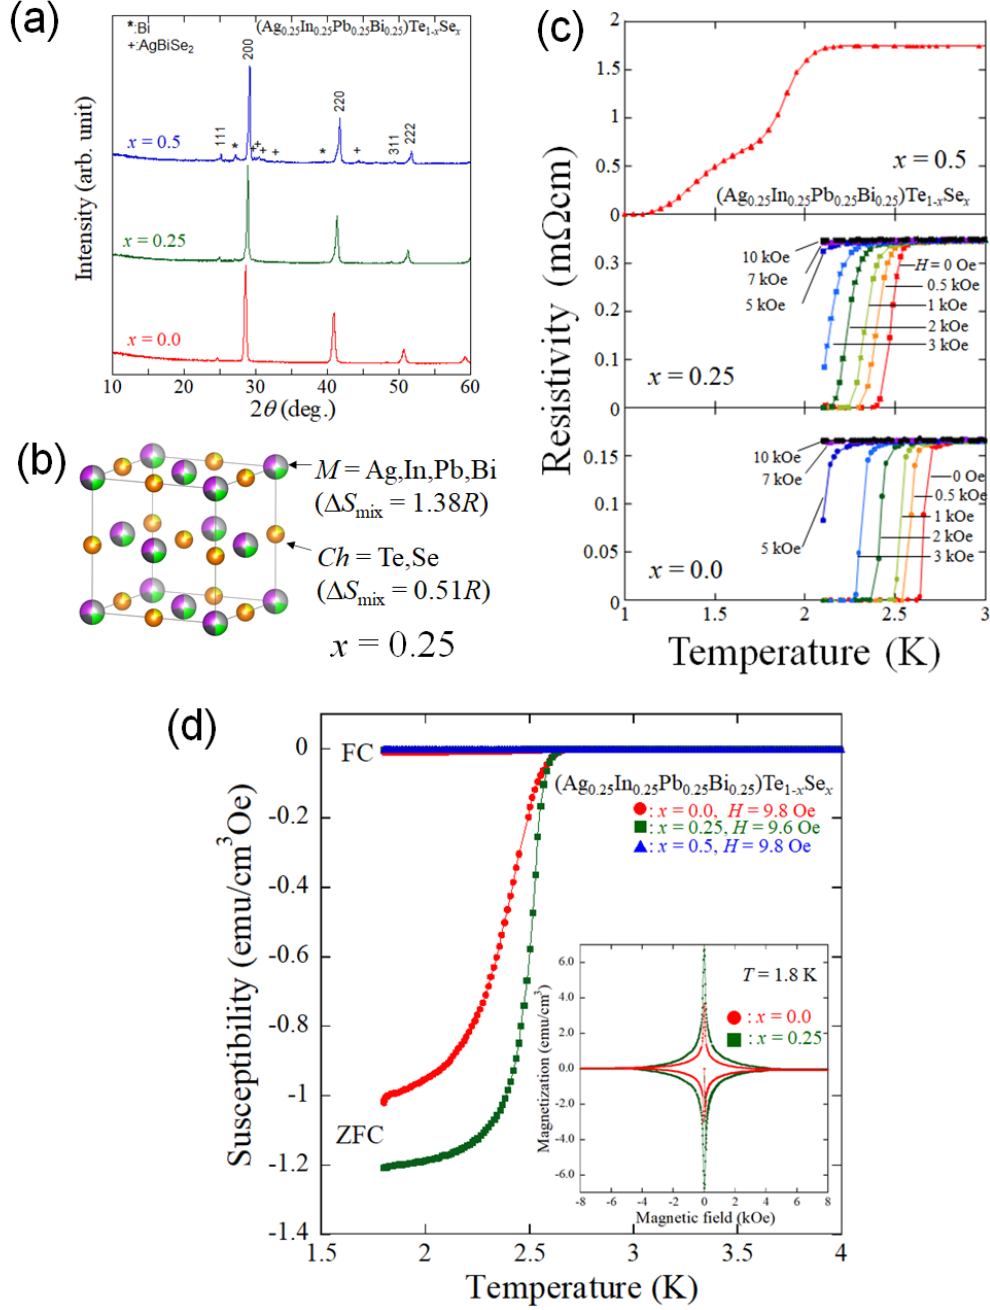 (a)
*:Bi
+:AgBiSe2
(Ag0.25In0.25Pb0.25Bi0.25)Te1-xSex
200
220
111
311
222
*
+
+
+
+
*
+
x = 0.5
x = 0.25
x = 0.0
Intensity (arb. unit)
10 20 30 40 50 60
2θ (deg.)
(b)
M = Ag,In,Pb,Bi
(ΔSmix = 1.38R)
Ch = Te,Se
(ΔSmix = 0.51R)
x = 0.25
(c)
2
1.5
1
0.5
0
x = 0.5
(Ag0.25In0.25Pb0.25Bi0.25)Te1-xSex
0.3
0.2
0.1
0
10 kOe
7 kOe
5 kOe
H = 0 Oe
0.5 kOe
1 kOe
2 kOe
3 kOe
x = 0.25
0.15
0.1
0.05
0
10 kOe
7 kOe
5 kOe
0 Oe
0.5 kOe
1 kOe
2 kOe
3 kOe
x = 0.0
Resistivity (mΩcm)
1 1.5 2 2.5 3
Temperature (K)
(d)
0
-0.2
-0.4
-0.6
-0.8
-1
-1.2
-1.4
FC
ZFC
(Ag0.25In0.25Pb0.25Bi0.25)Te1-xSex
: x = 0.0, H = 9.8 Oe
: x = 0.25, H = 9.6 Oe
: x = 0.5, H = 9.8 Oe
Susceptibility (emu/cm3Oe)
1.5 2 2.5 3 3.5 4
Temperature (K)
6.0
4.0
2.0
0.0
-2.0
-4.0
-6.0
T = 1.8 K
: x = 0.0
: x = 0.25
Magnetization (emu/cm3)
-8 -6 -4 -2 0 2 4 6 8
Magnetic field (kOe)